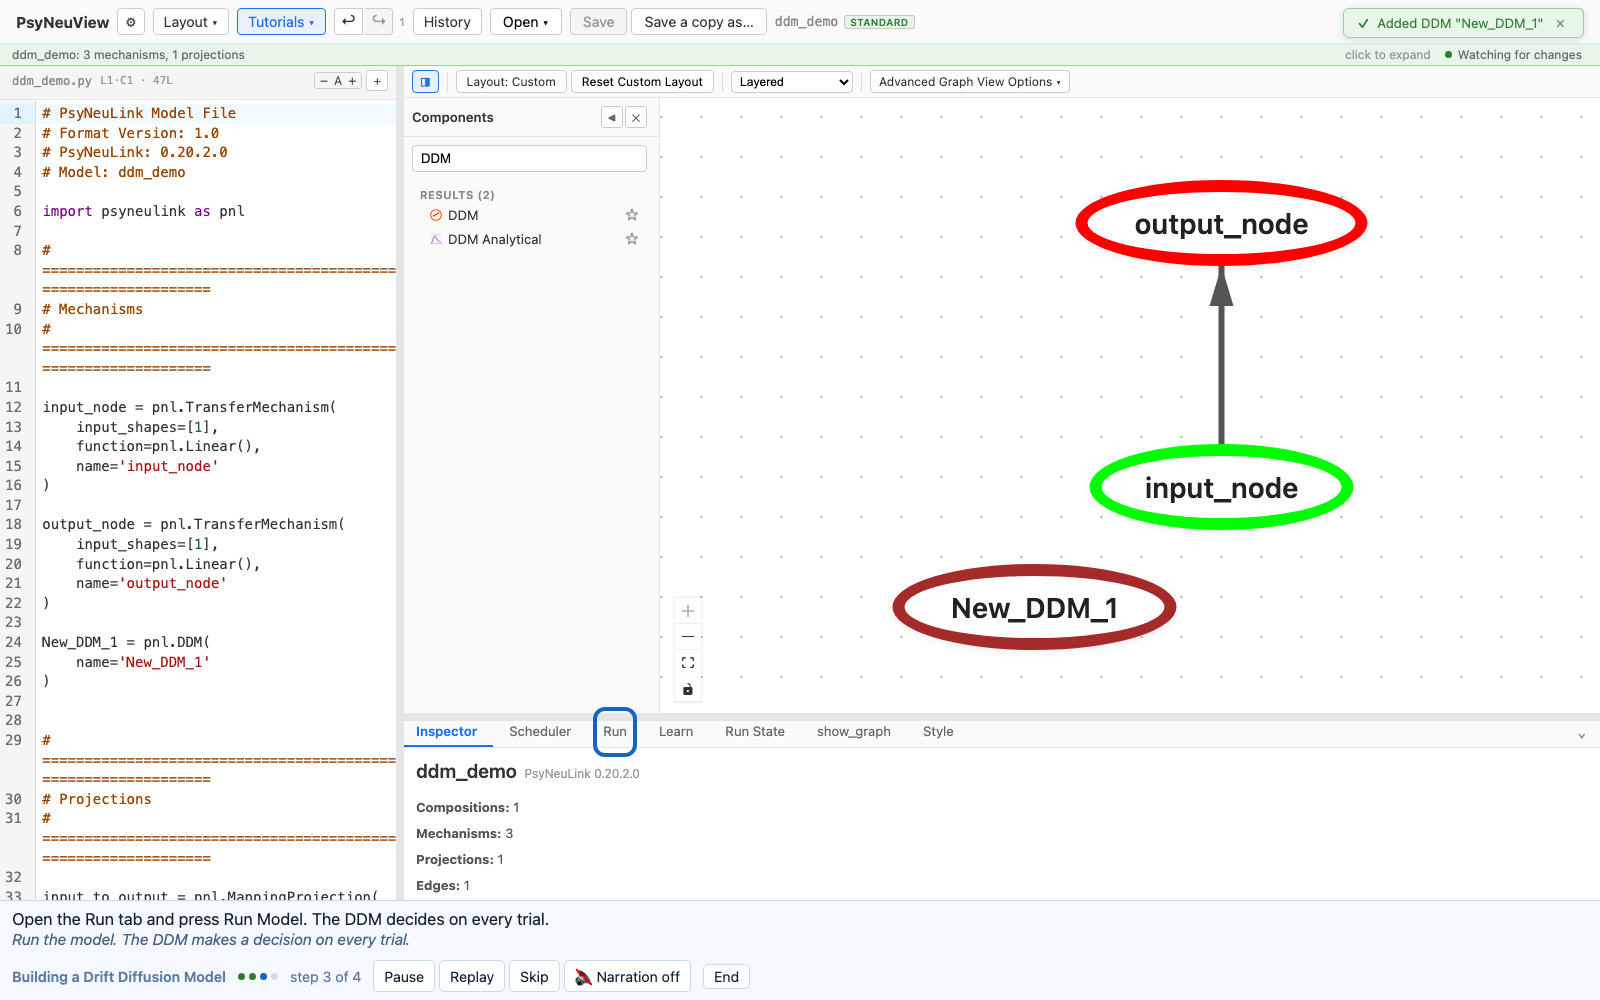 PsyNeuView
Layout ▾
Tutorials ▾
1
History
Open ▾
Save
Save a copy as...
ddm_demo
STANDARD
✓ Added DDM "New_DDM_1" ×
ddm_demo: 3 mechanisms, 1 projections
click to expand
Watching for changes
ddm_demo.py L1:C1 · 47L
− A +
+
Layout: Custom
Reset Custom Layout
Layered
Advanced Graph View Options ▾
1 # PsyNeuLink Model File
2 # Format Version: 1.0
3 # PsyNeuLink: 0.20.2.0
4 # Model: ddm_demo
5
6 import psyneulink as pnl
7
8 #
==========================================
====================
9 # Mechanisms
10 #
==========================================
====================
11
12 input_node = pnl.TransferMechanism(
13 input_shapes=[1],
14 function=pnl.Linear(),
15 name='input_node'
16 )
17
18 output_node = pnl.TransferMechanism(
19 input_shapes=[1],
20 function=pnl.Linear(),
21 name='output_node'
22 )
23
24 New_DDM_1 = pnl.DDM(
25 name='New_DDM_1'
26 )
27
28
29 #
==========================================
====================
30 # Projections
31 #
==========================================
====================
32
33 input_to_output = pnl.MappingProjection(
Components
DDM
RESULTS (2)
DDM
DDM Analytical
output_node
input_node
New_DDM_1
Inspector
Scheduler
Run
Learn
Run State
show_graph
Style
ddm_demo PsyNeuLink 0.20.2.0
Compositions: 1
Mechanisms: 3
Projections: 1
Edges: 1
Open the Run tab and press Run Model. The DDM decides on every trial.
Run the model. The DDM makes a decision on every trial.
Building a Drift Diffusion Model
step 3 of 4
Pause
Replay
Skip
Narration off
End